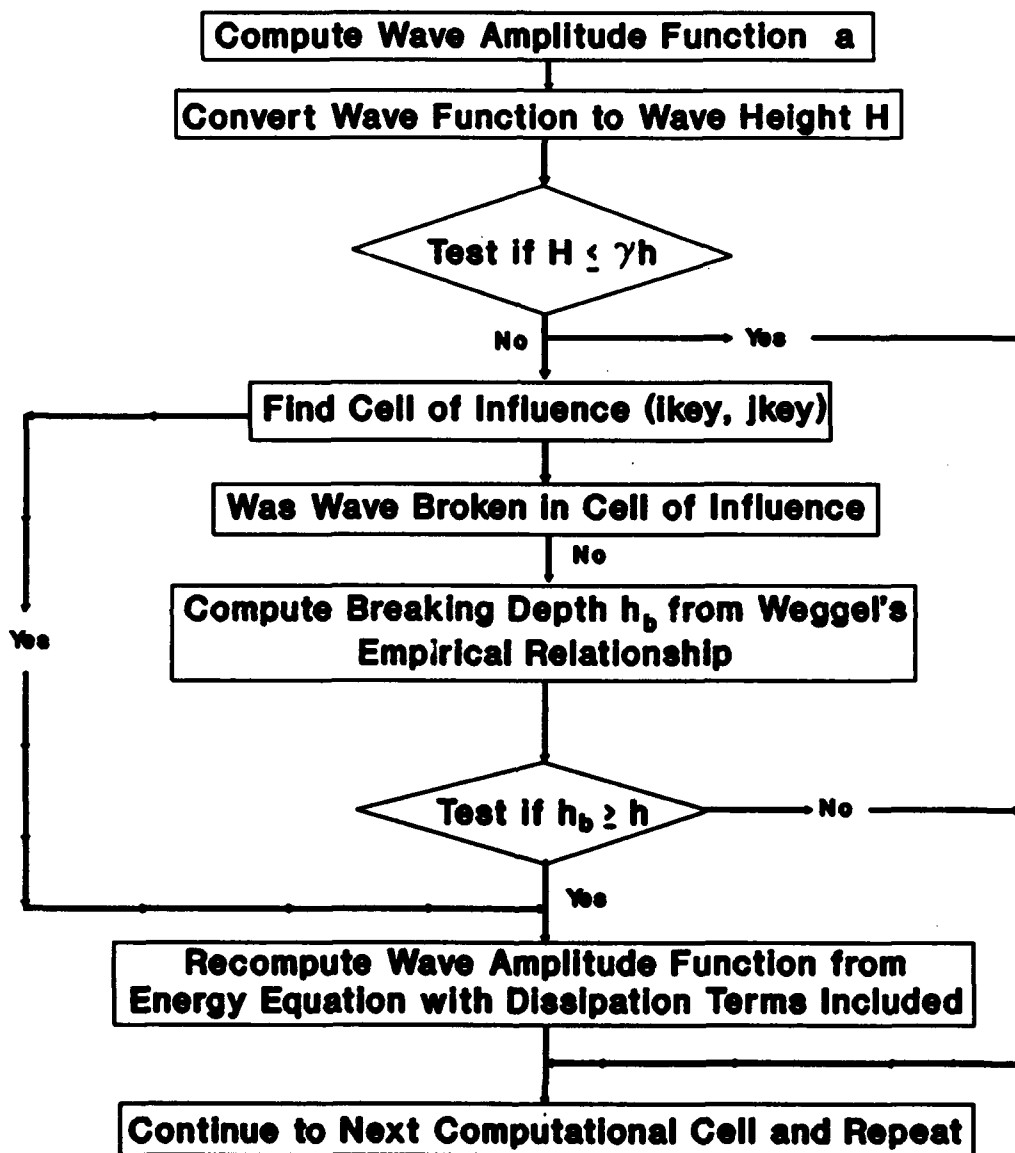 Compute Wave Amplitude Function a
Convert Wave Function to Wave Height H
Test if H ≤ γh
No
Yes
Find Cell of Influence (ikey, jkey)
Was Wave Broken in Cell of Influence
No
Compute Breaking Depth h_b from Weggel's
Empirical Relationship
Yes
Test if h_b ≥ h
No
Yes
Recompute Wave Amplitude Function from
Energy Equation with Dissipation Terms Included
Continue to Next Computational Cell and Repeat